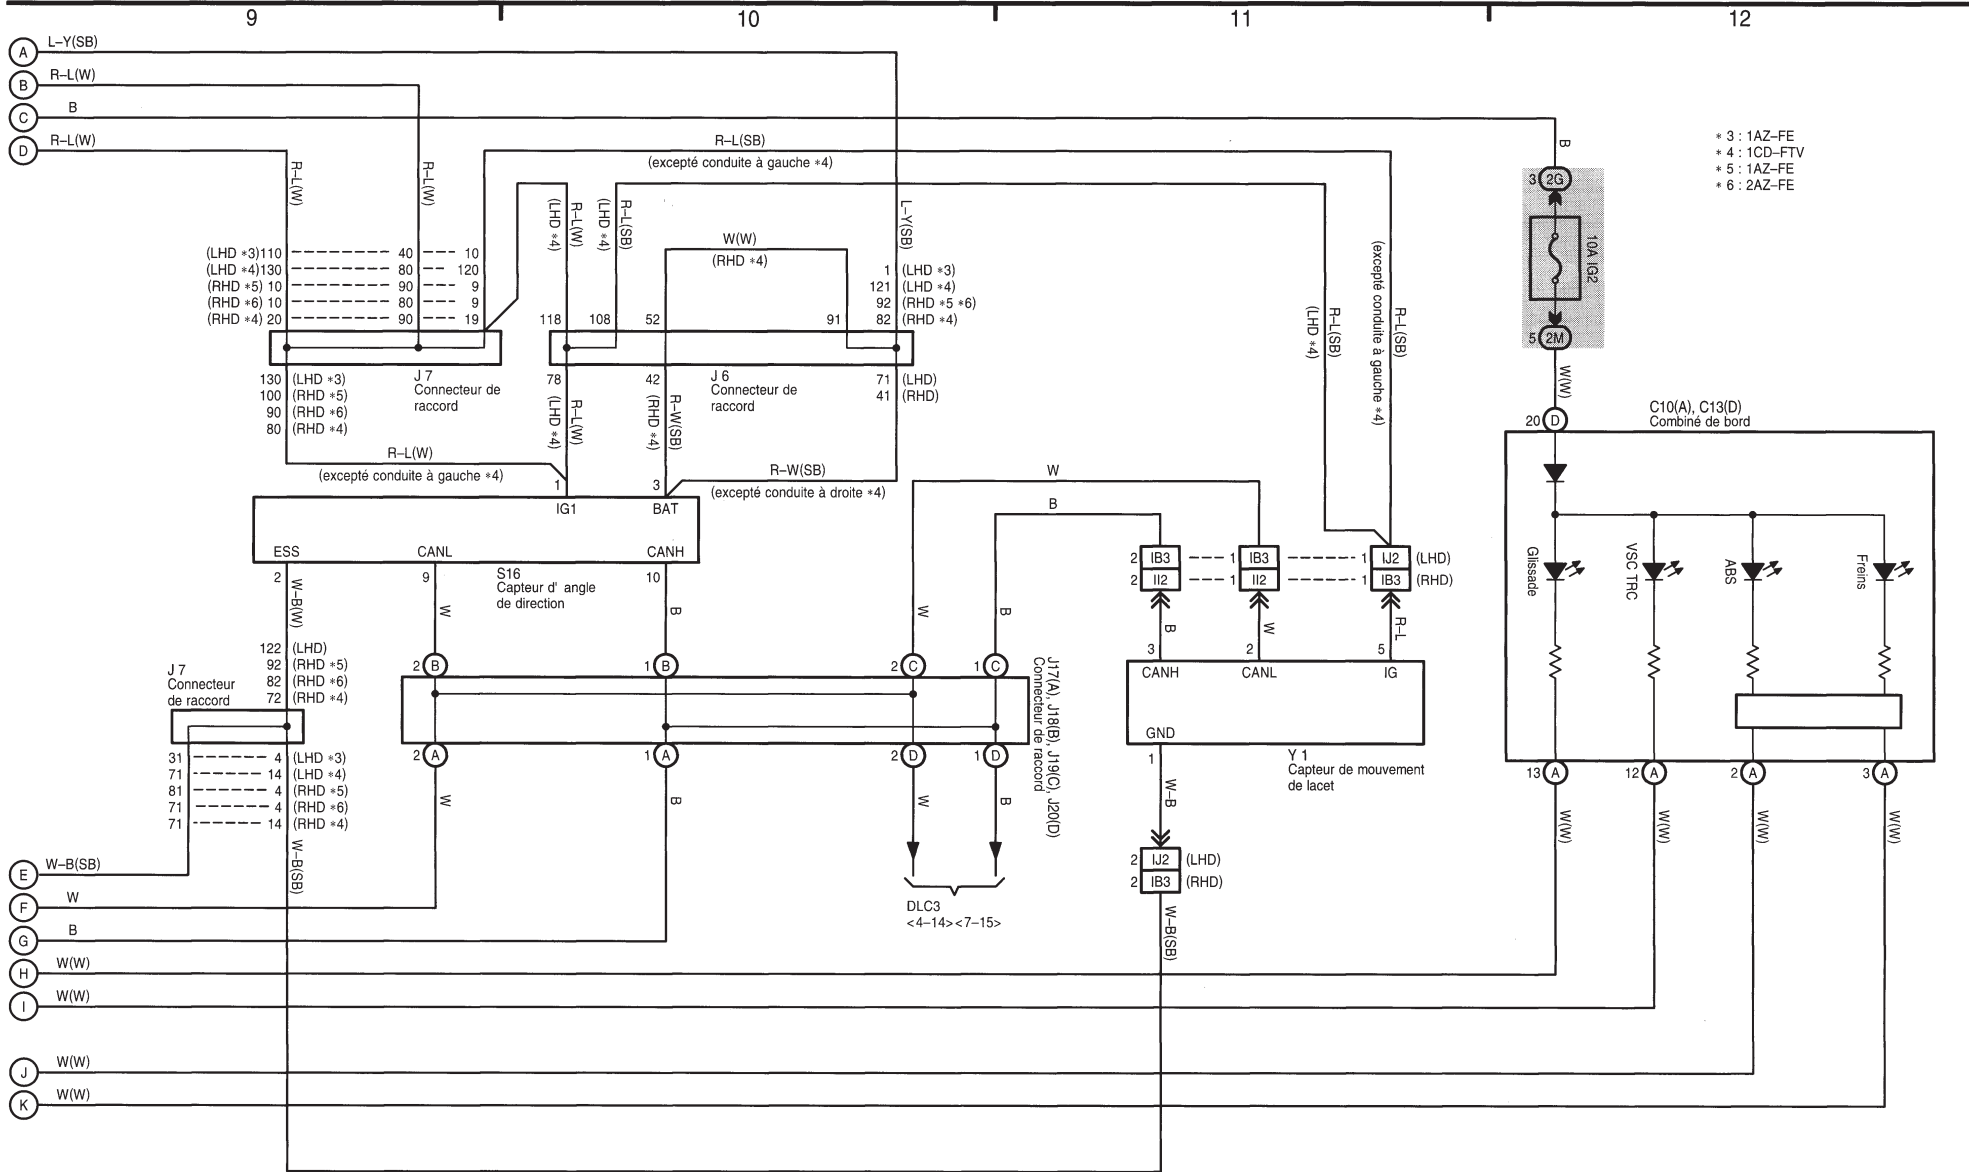 9
10
11
12
A L–Y(SB)
B R–L(W)
C B
D R–L(W)
R–L(SB)
(excepté conduite à gauche *4)
* 3 : 1AZ–FE
* 4 : 1CD–FTV
* 5 : 1AZ–FE
* 6 : 2AZ–FE
R–L(W)
R–L(W)
R–L(W)
(LHD *4)
R–L(SB)
(LHD *4)
L–Y(SB)
W(W)
(RHD *4)
B
3 2G
10A IG2
5 2M
W(W)
(LHD *3)110 40 10
(LHD *4)130 80 120
(RHD *5) 10 90 9
(RHD *6) 10 80 9
(RHD *4) 20 90 19
1 (LHD *3)
121 (LHD *4)
92 (RHD *5 *6)
82 (RHD *4)
118 108 52 91
R–L(SB)
(LHD *4)
R–L(SB)
(excepté conduite à gauche *4)
130 (LHD *3)
100 (RHD *5)
90 (RHD *6)
80 (RHD *4)
J 7
Connecteur de
raccord
78 42
R–L(W)
(LHD *4)
R–W(SB)
(RHD *4)
J 6
Connecteur de
raccord
71 (LHD)
41 (RHD)
R–L(W)
(excepté conduite à gauche *4)
R–W(SB)
(excepté conduite à droite *4)
1 3
IG1 BAT
ESS CANL CANH
2 9 10
S16
Capteur d' angle
de direction
W–B(W)
W
B
W
B
2 IB3 1 IB3 1 IJ2 (LHD)
2 II2 1 II2 1 IB3 (RHD)
B
W
R–L
3 2 5
CANH CANL IG
GND
1
Y 1
Capteur de mouvement
de lacet
W–B
2 IJ2 (LHD)
2 IB3 (RHD)
W–B(SB)
20 D
C10(A), C13(D)
Combiné de bord
Glissade
VSC TRC
ABS
Freins
13 A 12 A 2 A 3 A
W(W)
W(W)
W(W)
W(W)
122 (LHD)
92 (RHD *5)
82 (RHD *6)
72 (RHD *4)
J 7
Connecteur
de raccord
31 4 (LHD *3)
71 14 (LHD *4)
81 4 (RHD *5)
71 4 (RHD *6)
71 14 (RHD *4)
W–B(SB)
2 B 1 B 2 C 1 C
W
B
J17(A), J18(B), J19(C), J20(D)
Connecteur de raccord
2 A 1 A 2 D 1 D
W
B
W
B
DLC3
<4–14><7–15>
E W–B(SB)
F W
G B
H W(W)
I W(W)
J W(W)
K W(W)